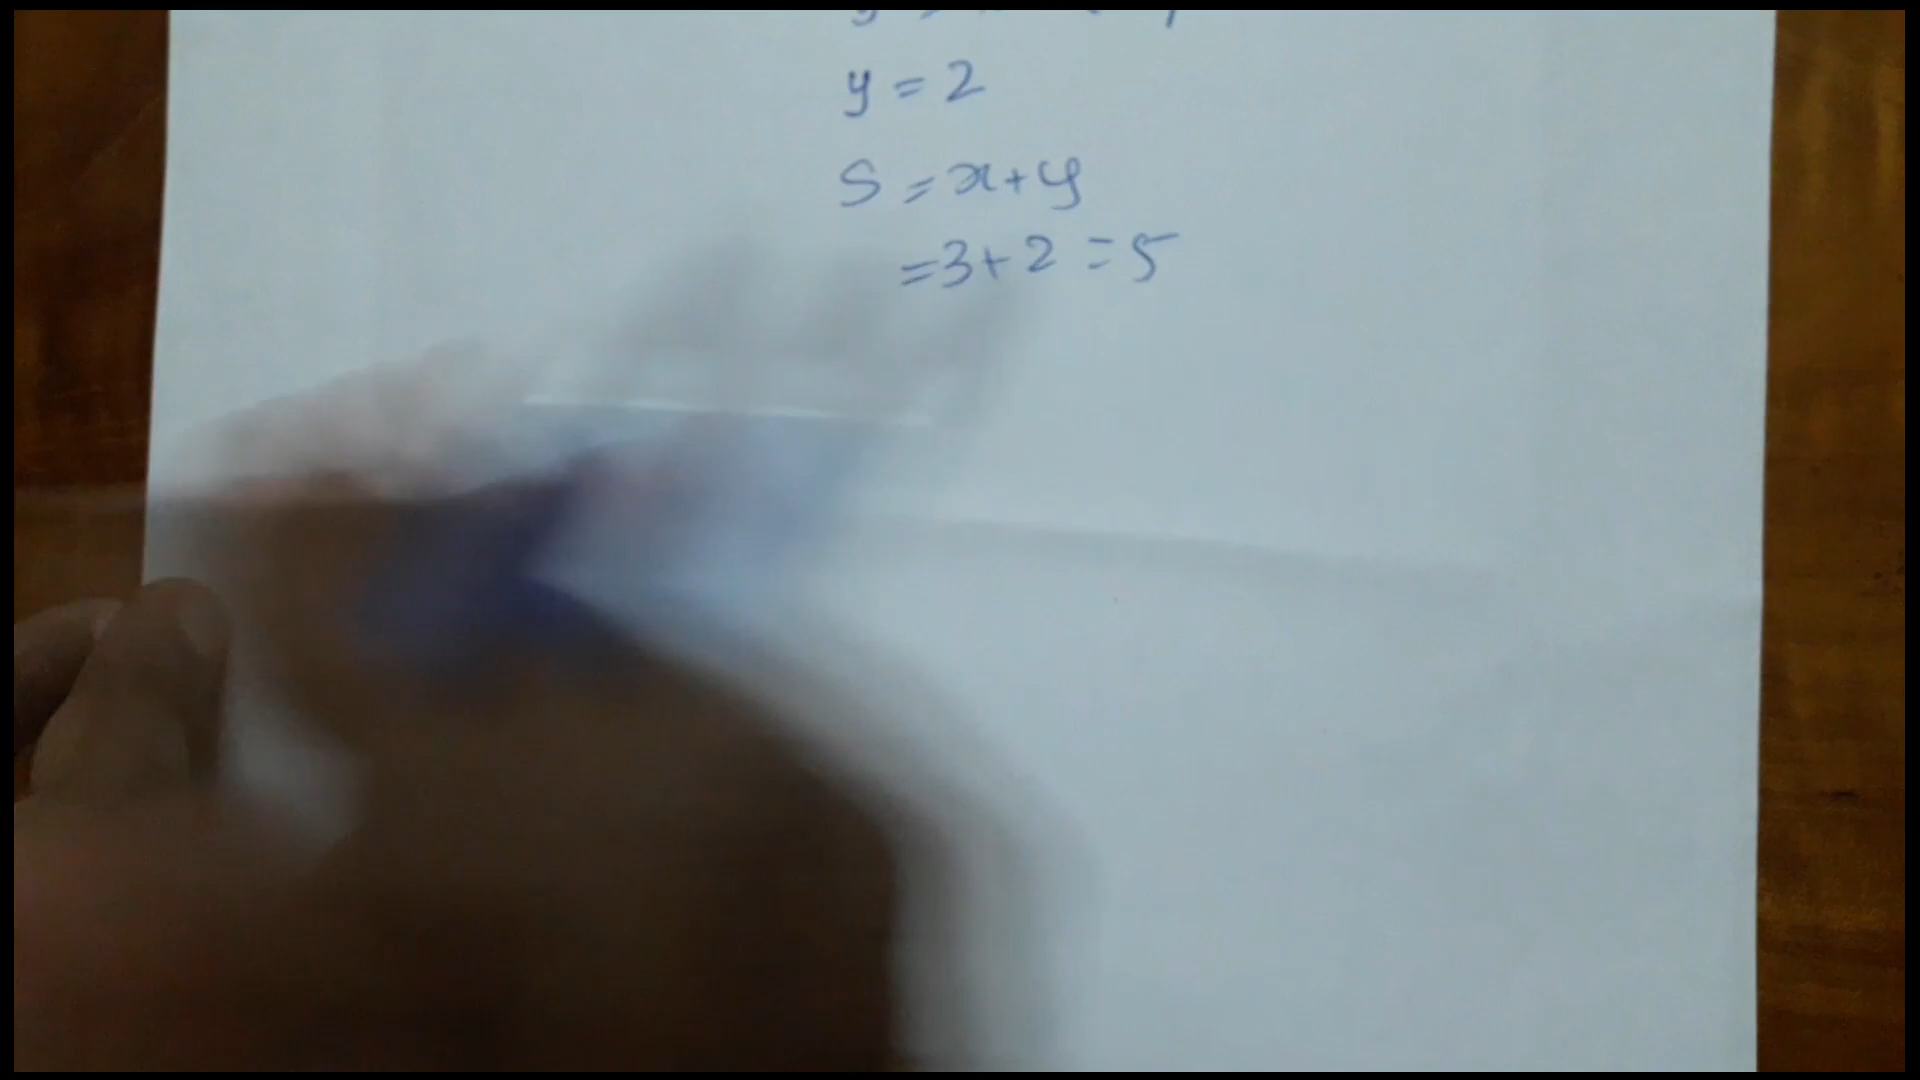 y = 2
S = x+y
= 3+2 = 5